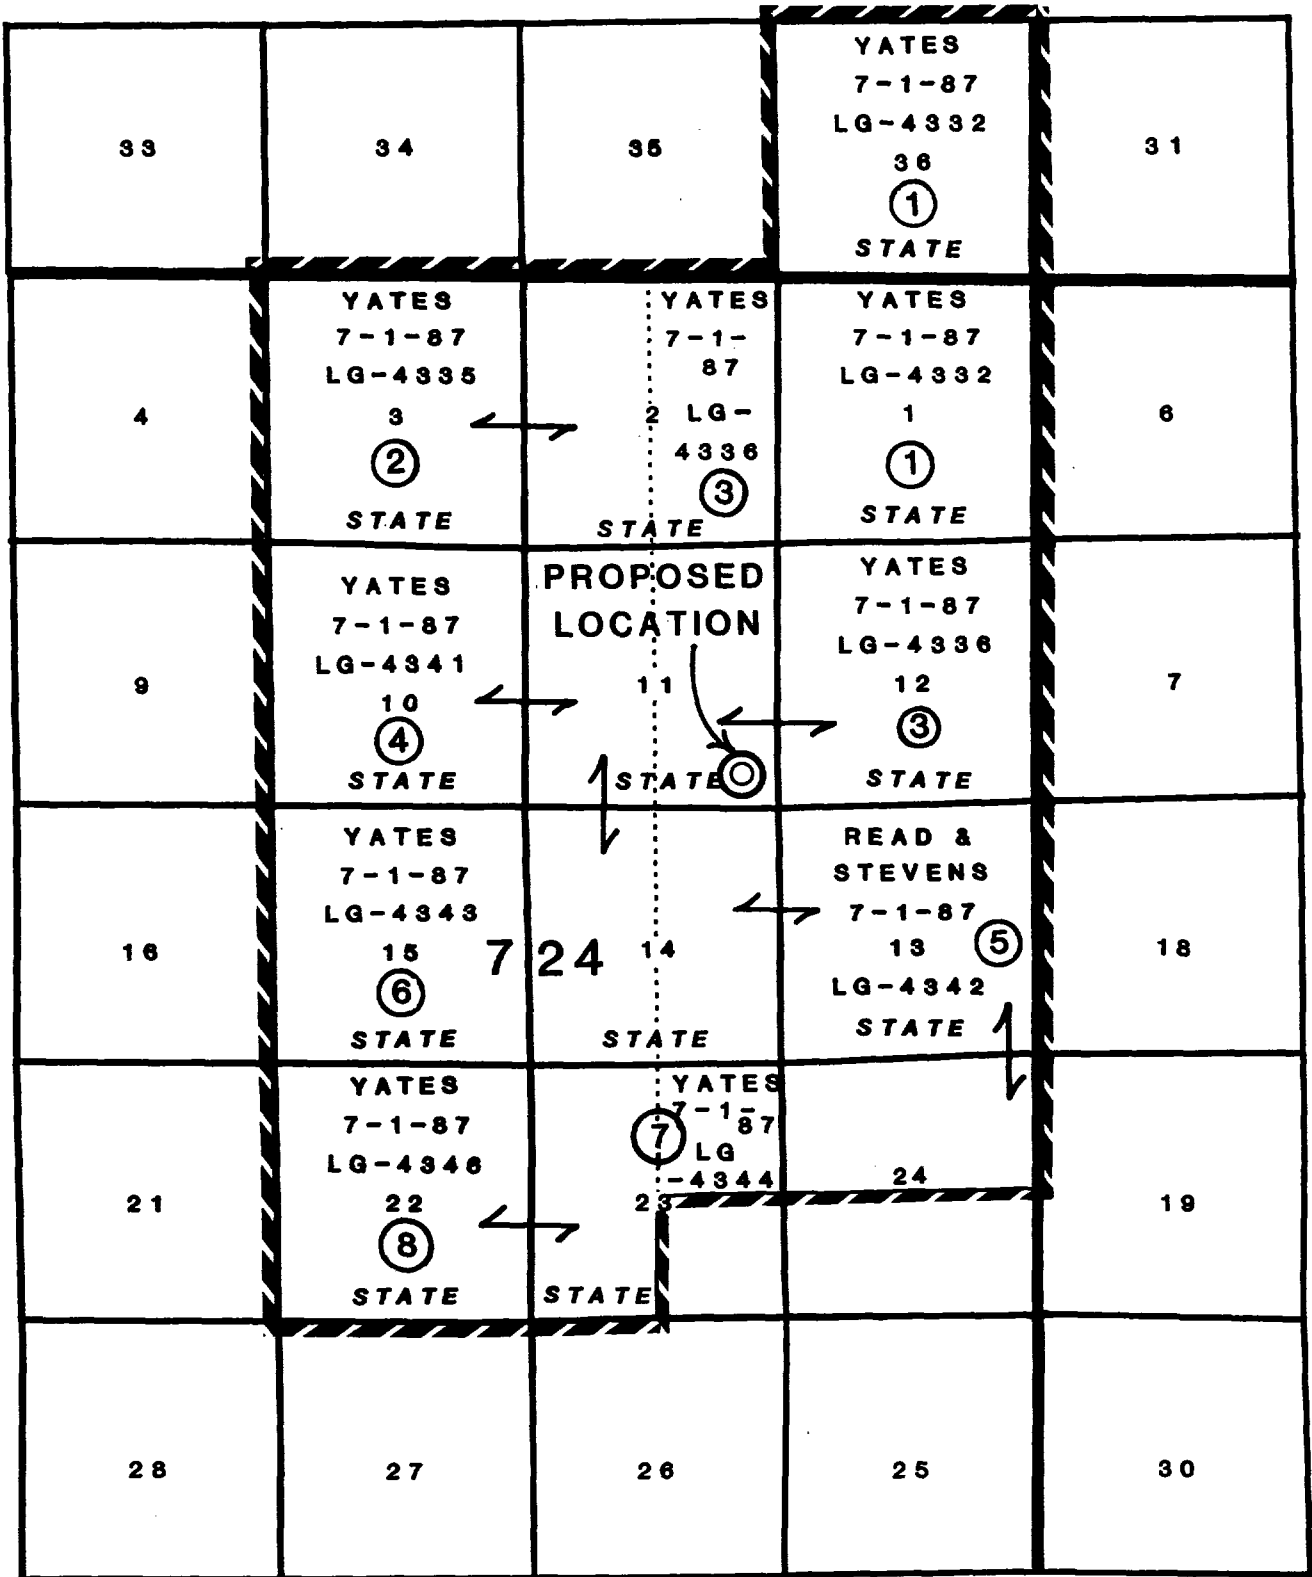 33
34
35
YATES
7-1-87
LG-4332
36
1
STATE
31
4
YATES
7-1-87
LG-4335
3
2
STATE
YATES
7-1-
87
2 LG-
4336
3
STATE
YATES
7-1-87
LG-4332
1
1
STATE
6
9
YATES
7-1-87
LG-4341
10
4
STATE
PROPOSED
LOCATION
11
STATE
YATES
7-1-87
LG-4336
12
3
STATE
7
16
YATES
7-1-87
LG-4343
15
6
STATE
7 24
14
STATE
READ &
STEVENS
7-1-87
5
13
LG-4342
STATE
18
21
YATES
7-1-87
LG-4346
22
8
STATE
YATES
7-1-
87
7
LG
-4344
23
STATE
24
19
28
27
26
25
30